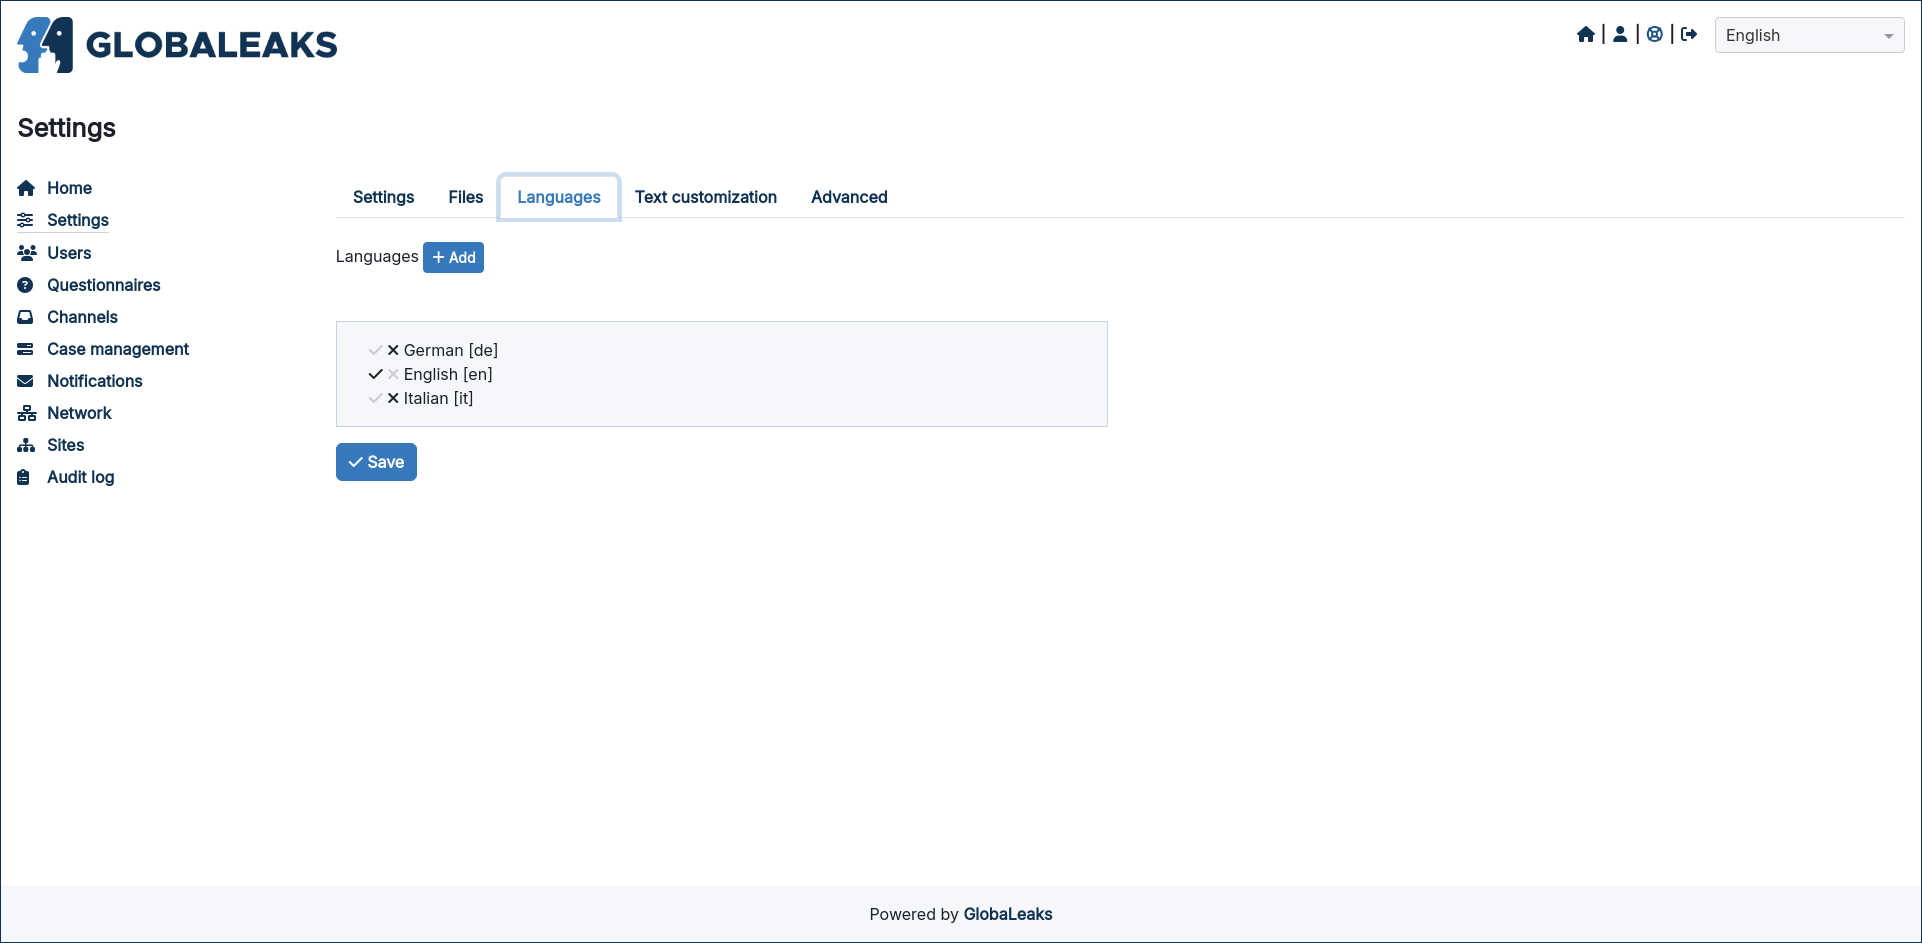 GLOBALEAKS
English
Settings
Home
Settings
Users
Questionnaires
Channels
Case management
Notifications
Network
Sites
Audit log
Settings Files Languages Text customization Advanced
Languages Add
German [de]
English [en]
Italian [it]
Save
Powered by GlobaLeaks